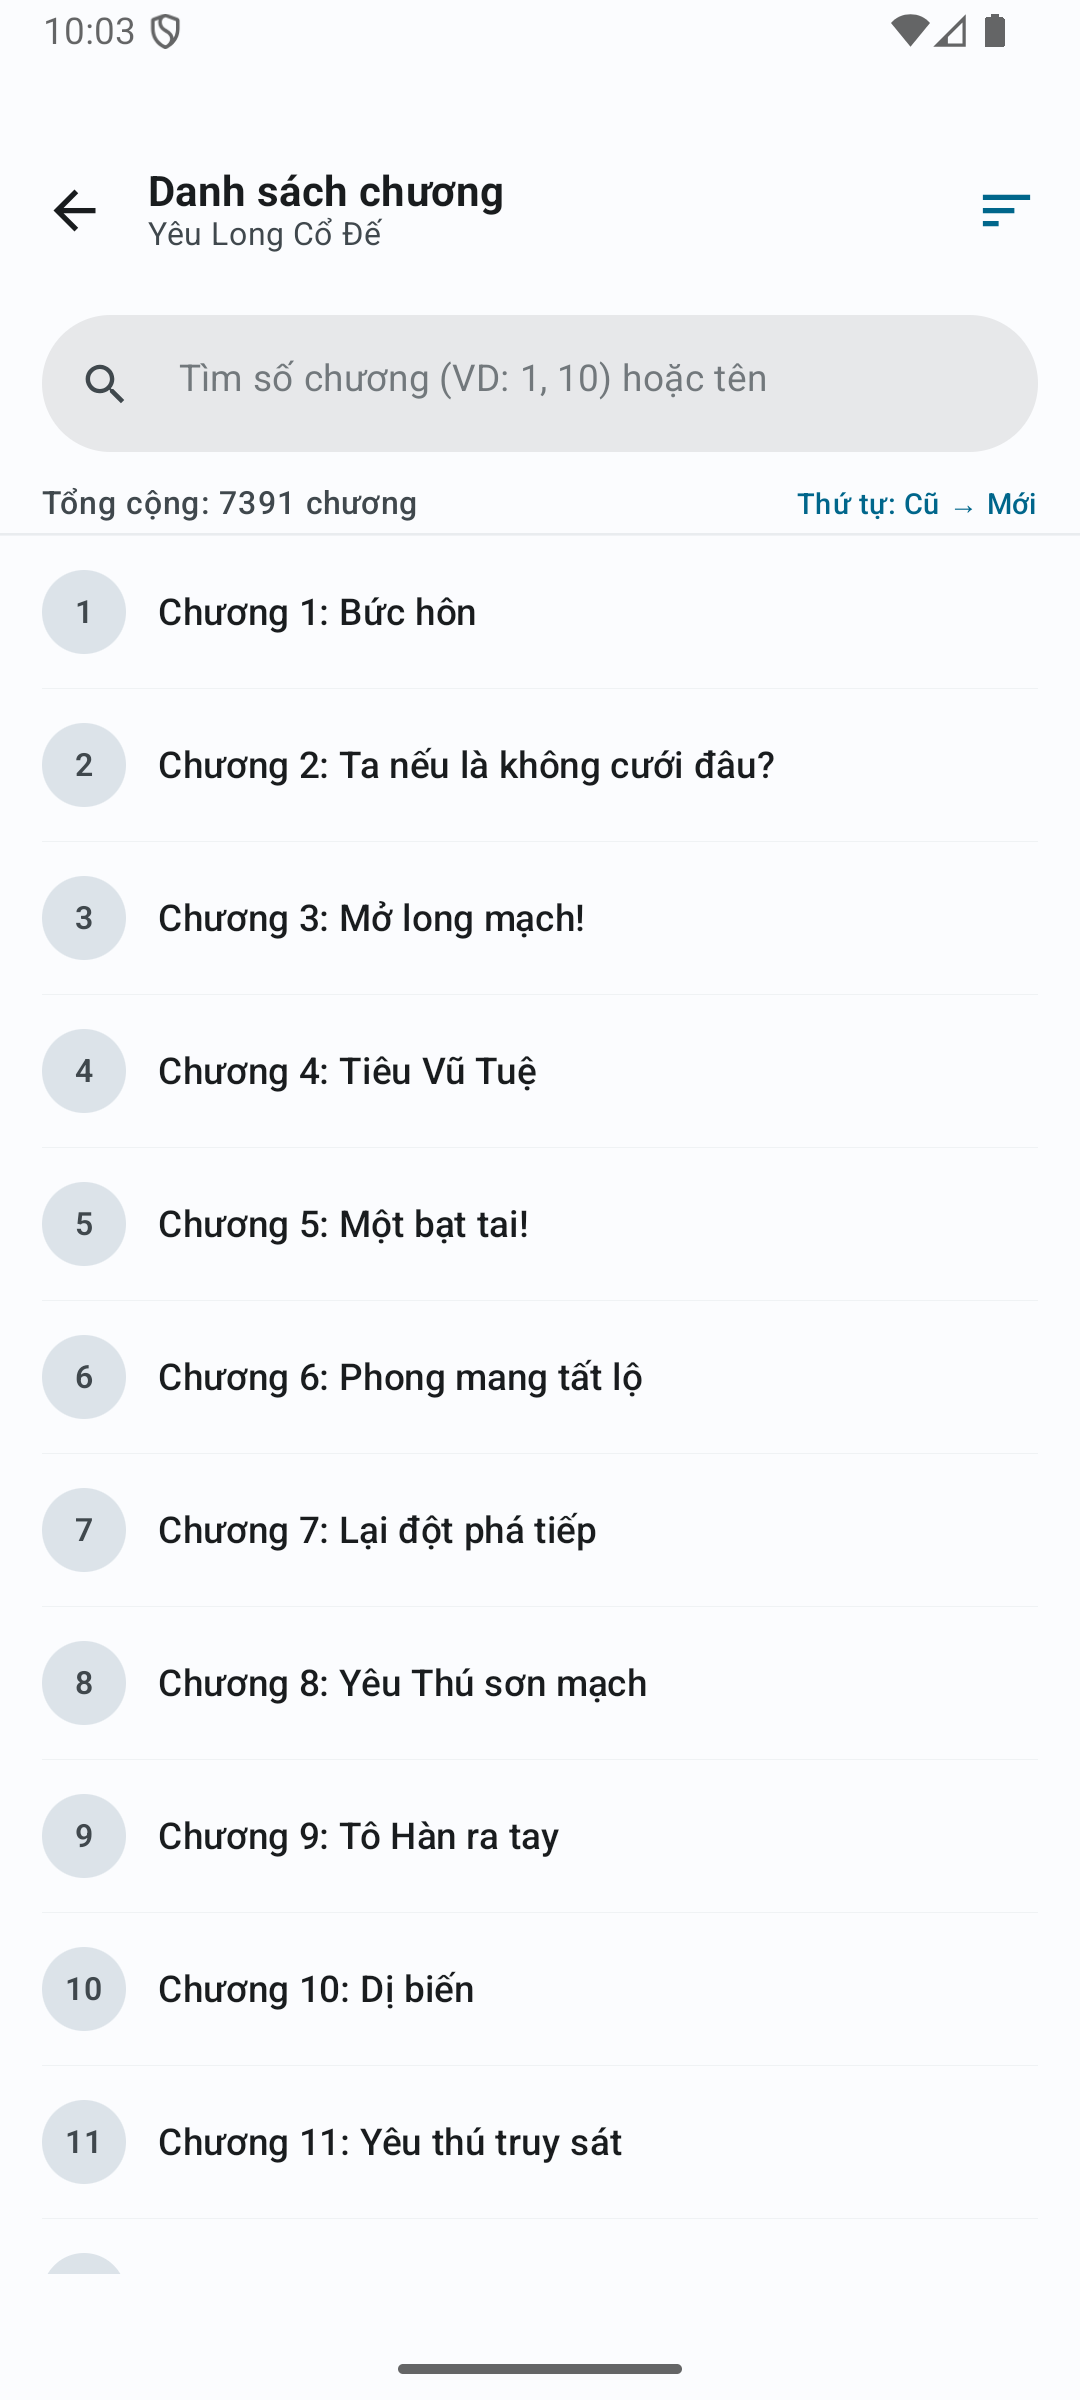 10:03
Danh sách chương
Yêu Long Cổ Đế
Tìm số chương (VD: 1, 10) hoặc tên
Tổng cộng: 7391 chương
Thứ tự: Cũ → Mới
1
Chương 1: Bức hôn
2
Chương 2: Ta nếu là không cưới đâu?
3
Chương 3: Mở long mạch!
4
Chương 4: Tiêu Vũ Tuệ
5
Chương 5: Một bạt tai!
6
Chương 6: Phong mang tất lộ
7
Chương 7: Lại đột phá tiếp
8
Chương 8: Yêu Thú sơn mạch
9
Chương 9: Tô Hàn ra tay
10
Chương 10: Dị biến
11
Chương 11: Yêu thú truy sát